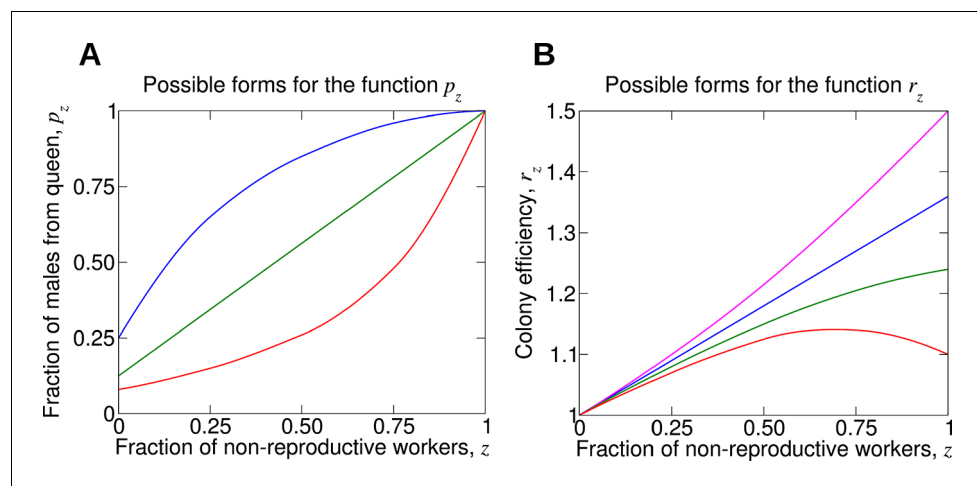 A
Possible forms for the function p_z
Fraction of males from queen, p_z
1
0.75
0.50
0.25
0
0 0.25 0.50 0.75 1
Fraction of non-reproductive workers, z
B
Possible forms for the function r_z
Colony efficiency, r_z
1.5
1.4
1.3
1.2
1.1
1
0 0.25 0.50 0.75 1
Fraction of non-reproductive workers, z